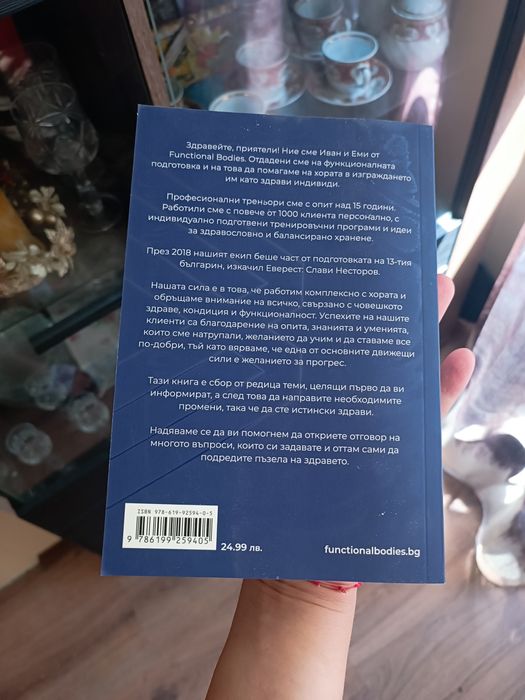 Здравейте, приятели! Ние сме Иван и Еми от
Functional Bodies. Отдадени сме на функционалната
подготовка и на това да помагаме на хората в изграждането
им като здрави индивиди.
Професионални треньори сме с опит над 15 години.
Работили сме с повече от 1000 клиента персонално, с
индивидуално подготвени тренировъчни програми и идеи
за здравословно и балансирано хранене.
През 2018 нашият екип беше част от подготовката на 13-тия
българин, изкачил Еверест: Слави Несторов.
Нашата сила е в това, че работим комплексно с хората и
обръщаме внимание на всичко, свързано с човешкото
здраве, кондиция и функционалност. Успехите на нашите
клиенти са благодарение на опита, знанията и уменията,
които сме натрупали, желанието да учим и да ставаме все
по-добри, тъй като вярваме, че една от основните движещи
сили е желанието за прогрес.
Тази книга е сбор от редица теми, целящи първо да ви
информират, а след това да направите необходимите
промени, така че да сте истински здрави.
Надяваме се да ви помогнем да откриете отговор на
многото въпроси, които си задавате и оттам сами да
подредите пъзела на здравето.
ISBN 978-619-92594-0-5
9 786199 259405
24.99 лв.
functionalbodies.bg